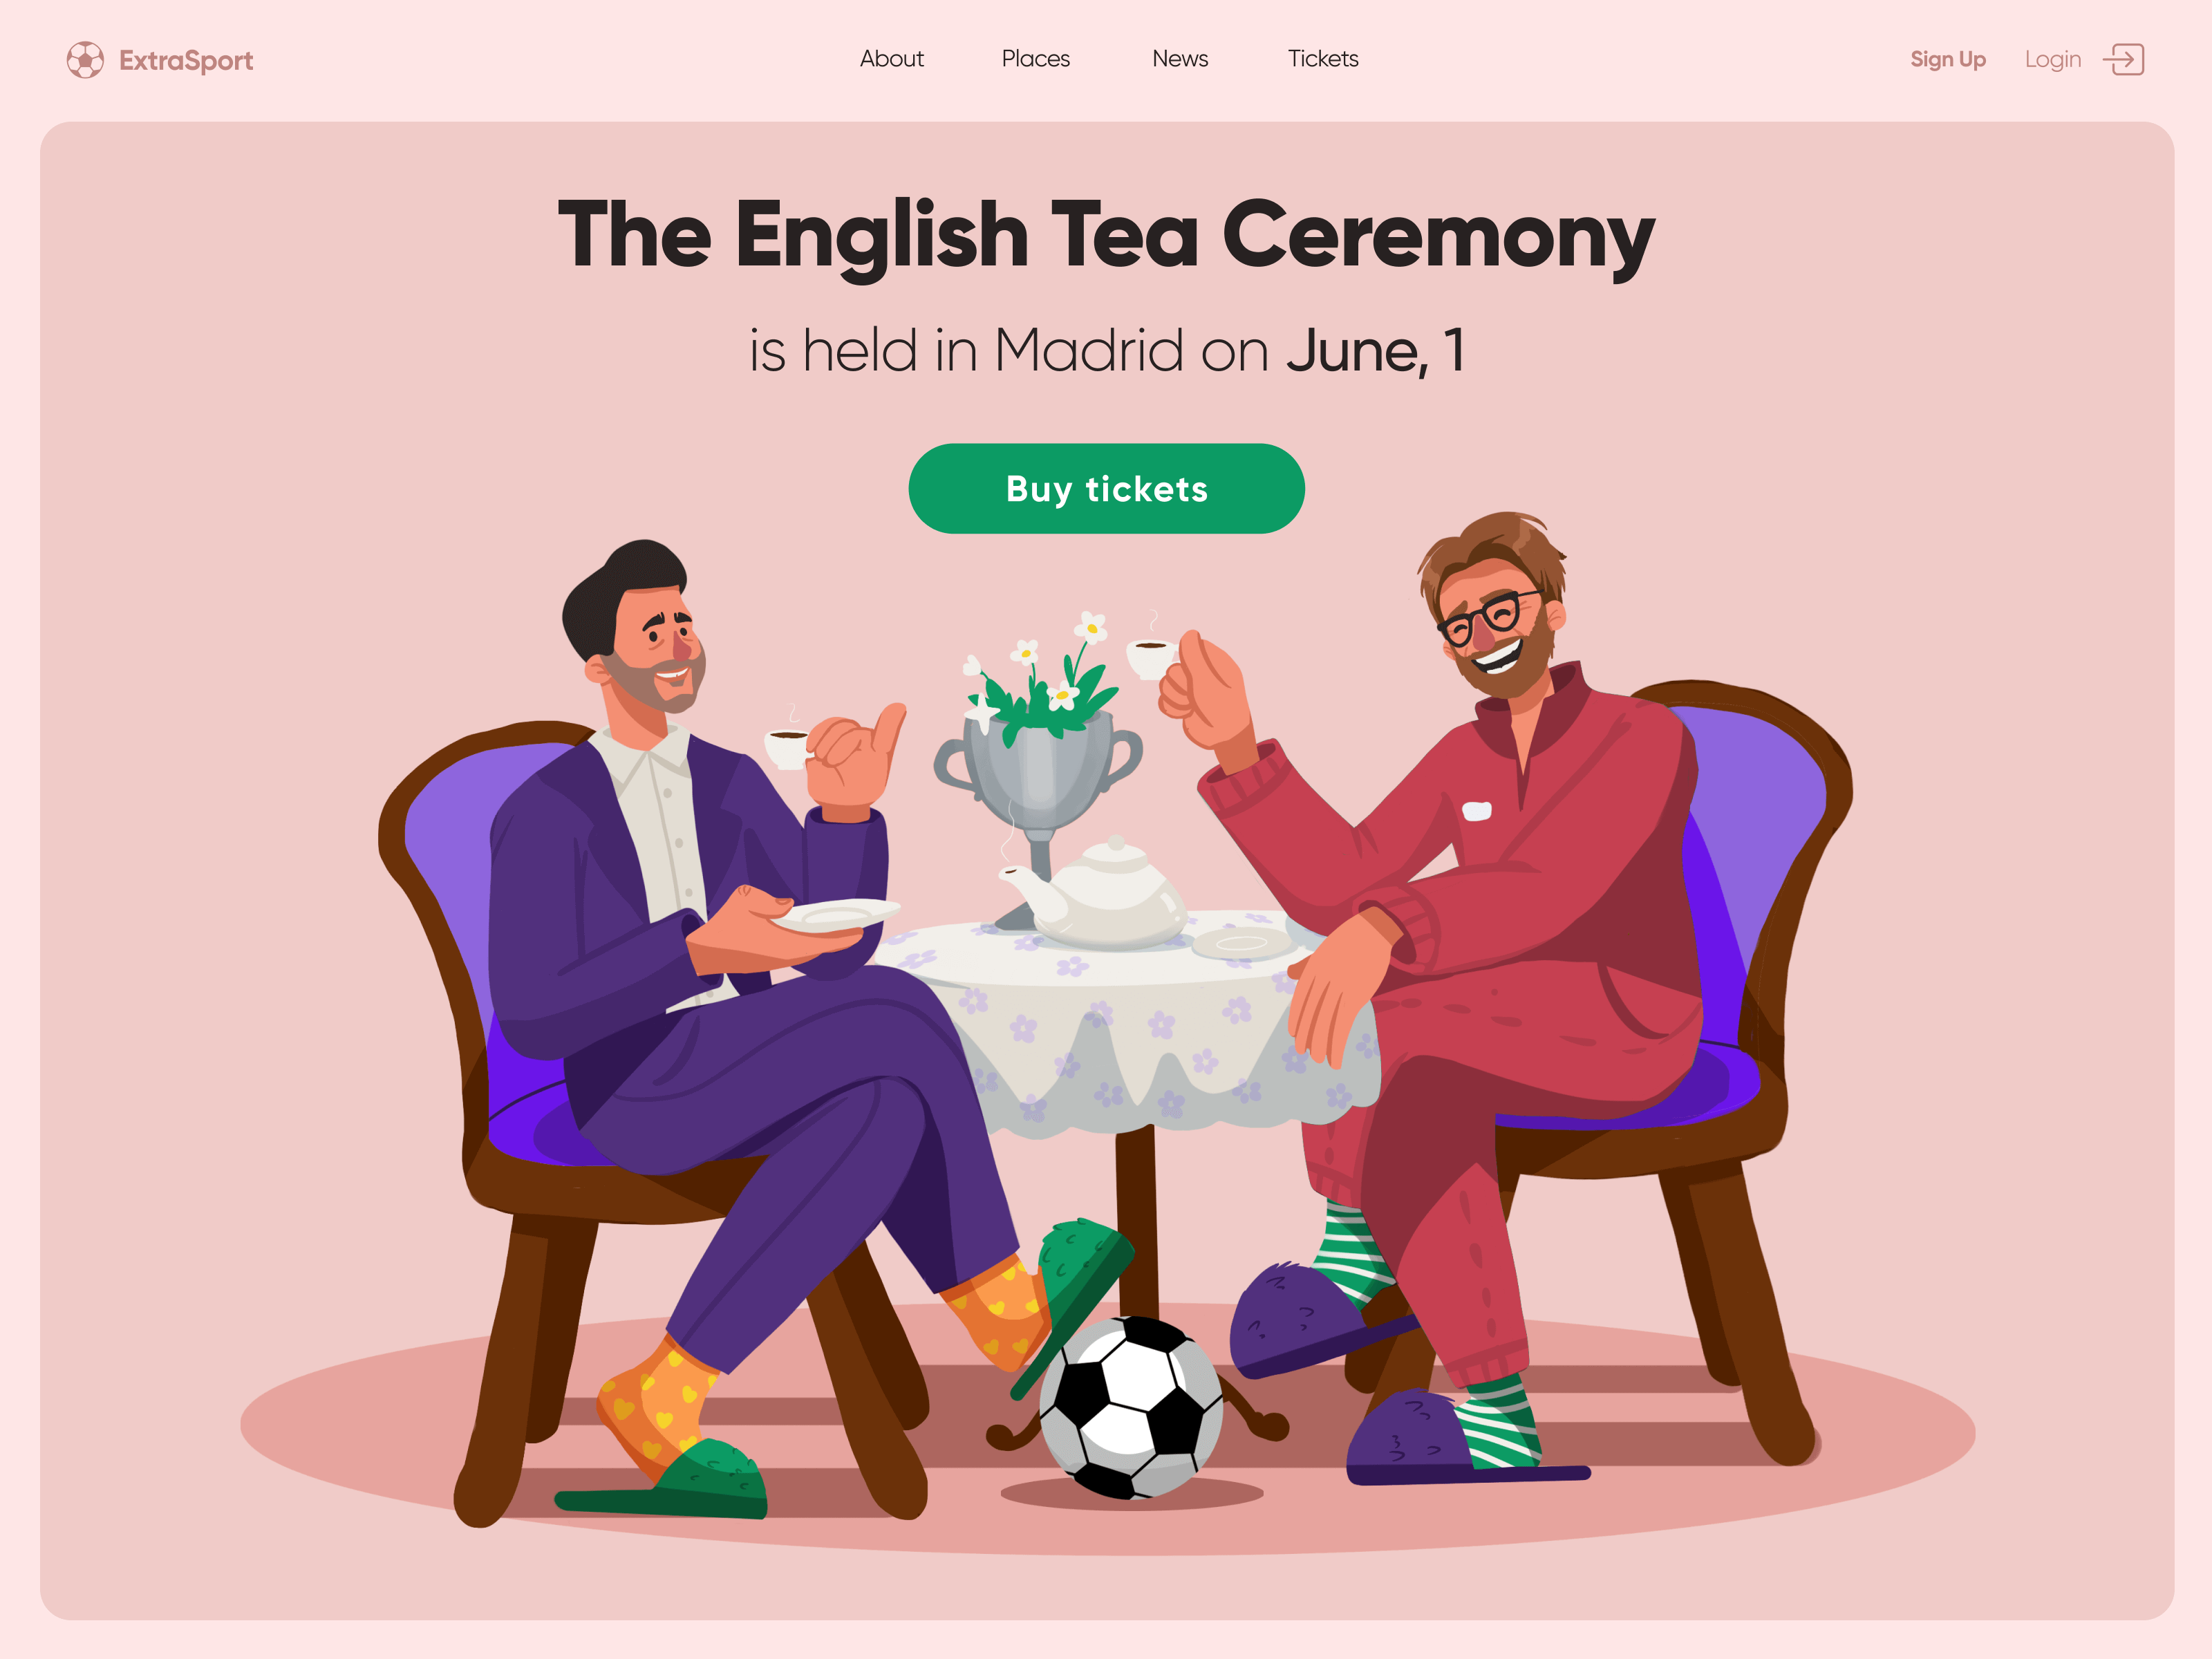 ExtraSport
About Places News Tickets
Sign Up Login
The English Tea Ceremony
is held in Madrid on June, 1
Buy tickets